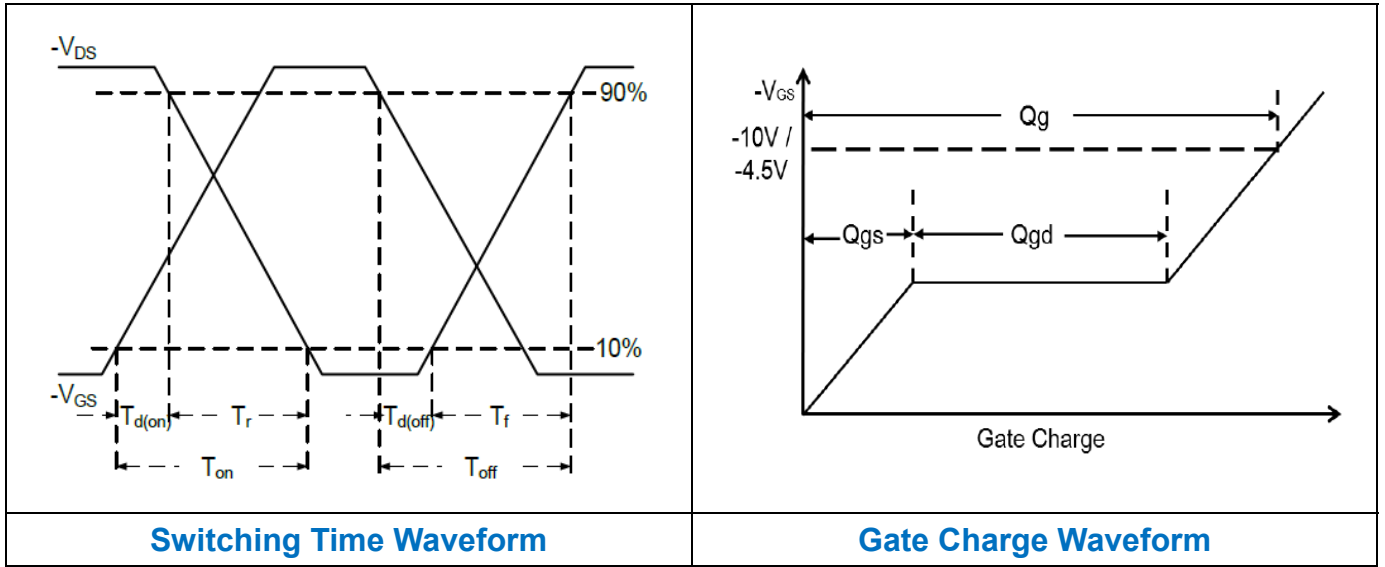 -VDS
90%
10%
-VGS
Td(on) Tr Td(off) Tf
Ton Toff
Switching Time Waveform
-VGS
Qg
-10V /
-4.5V
Qgs Qgd
Gate Charge
Gate Charge Waveform